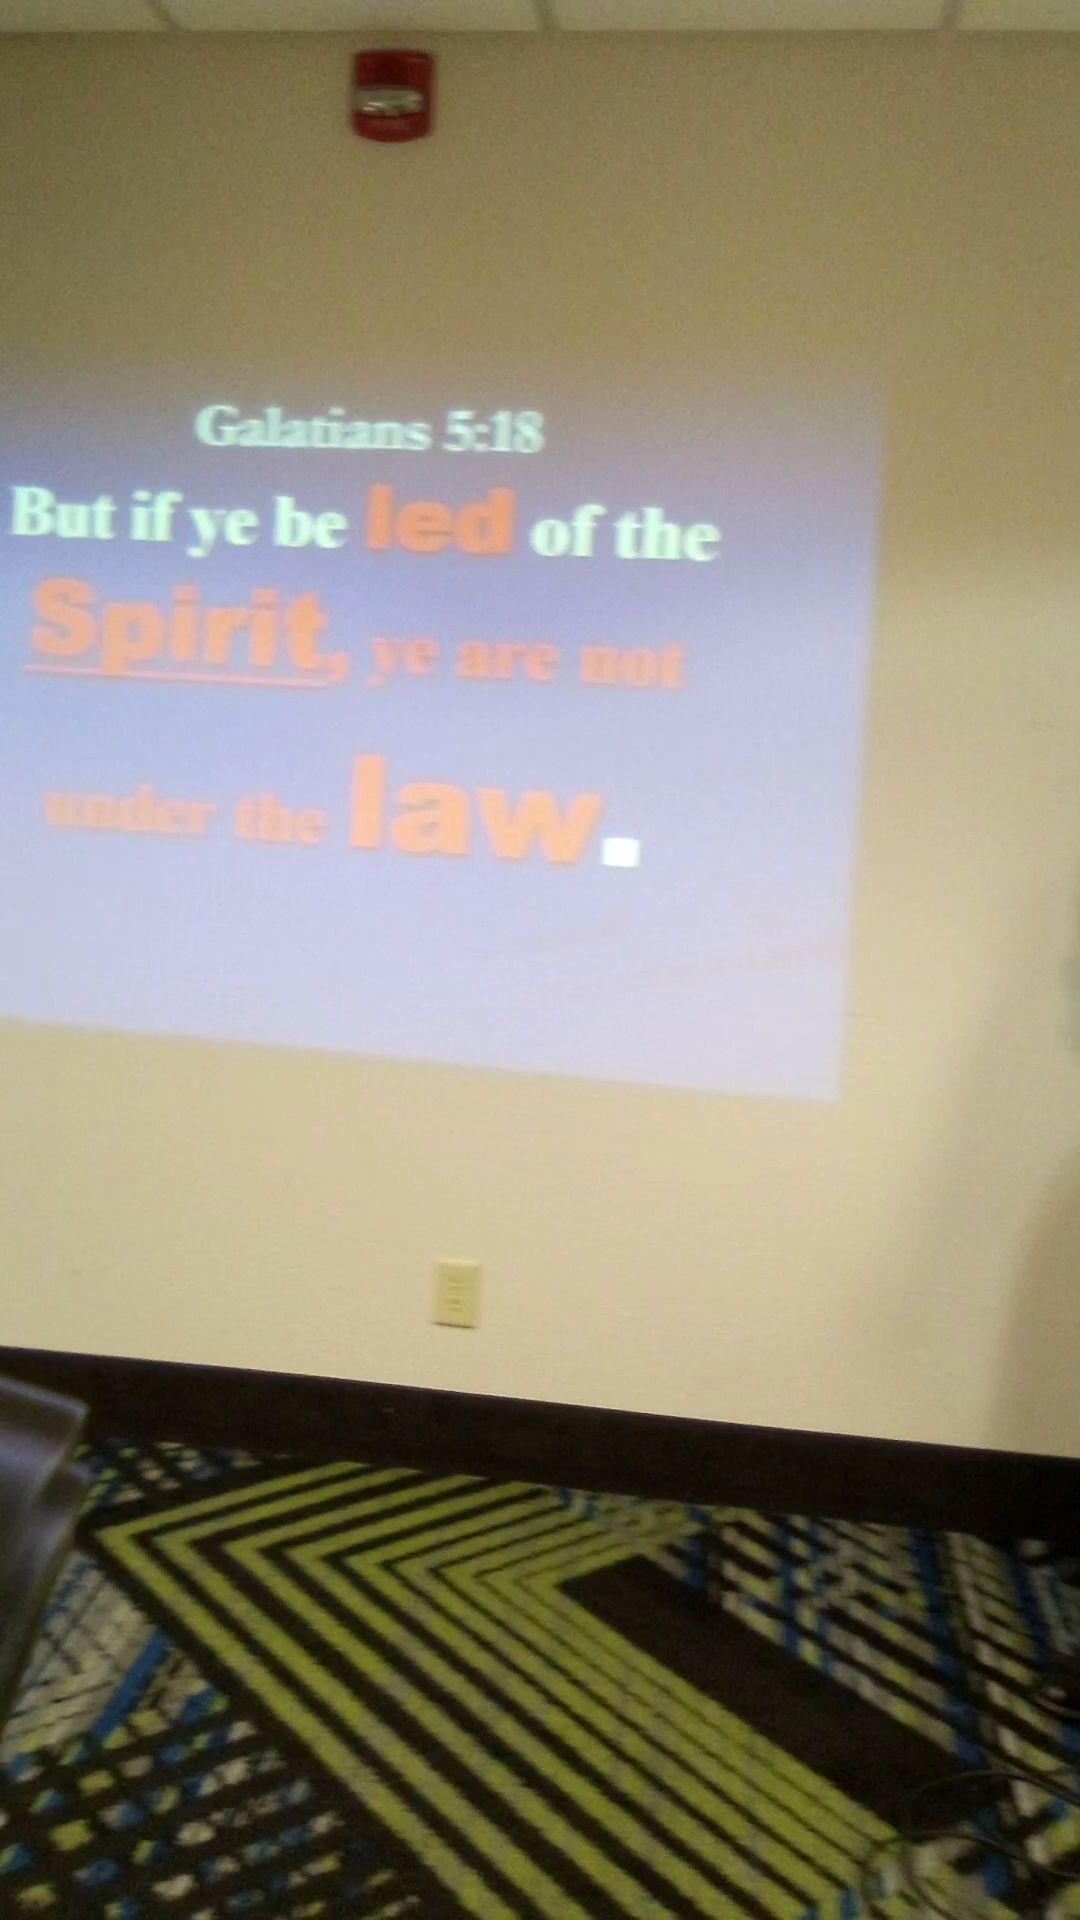 Galatians 5:18
But if ye be led of the
Spirit, ye are not
under the law.